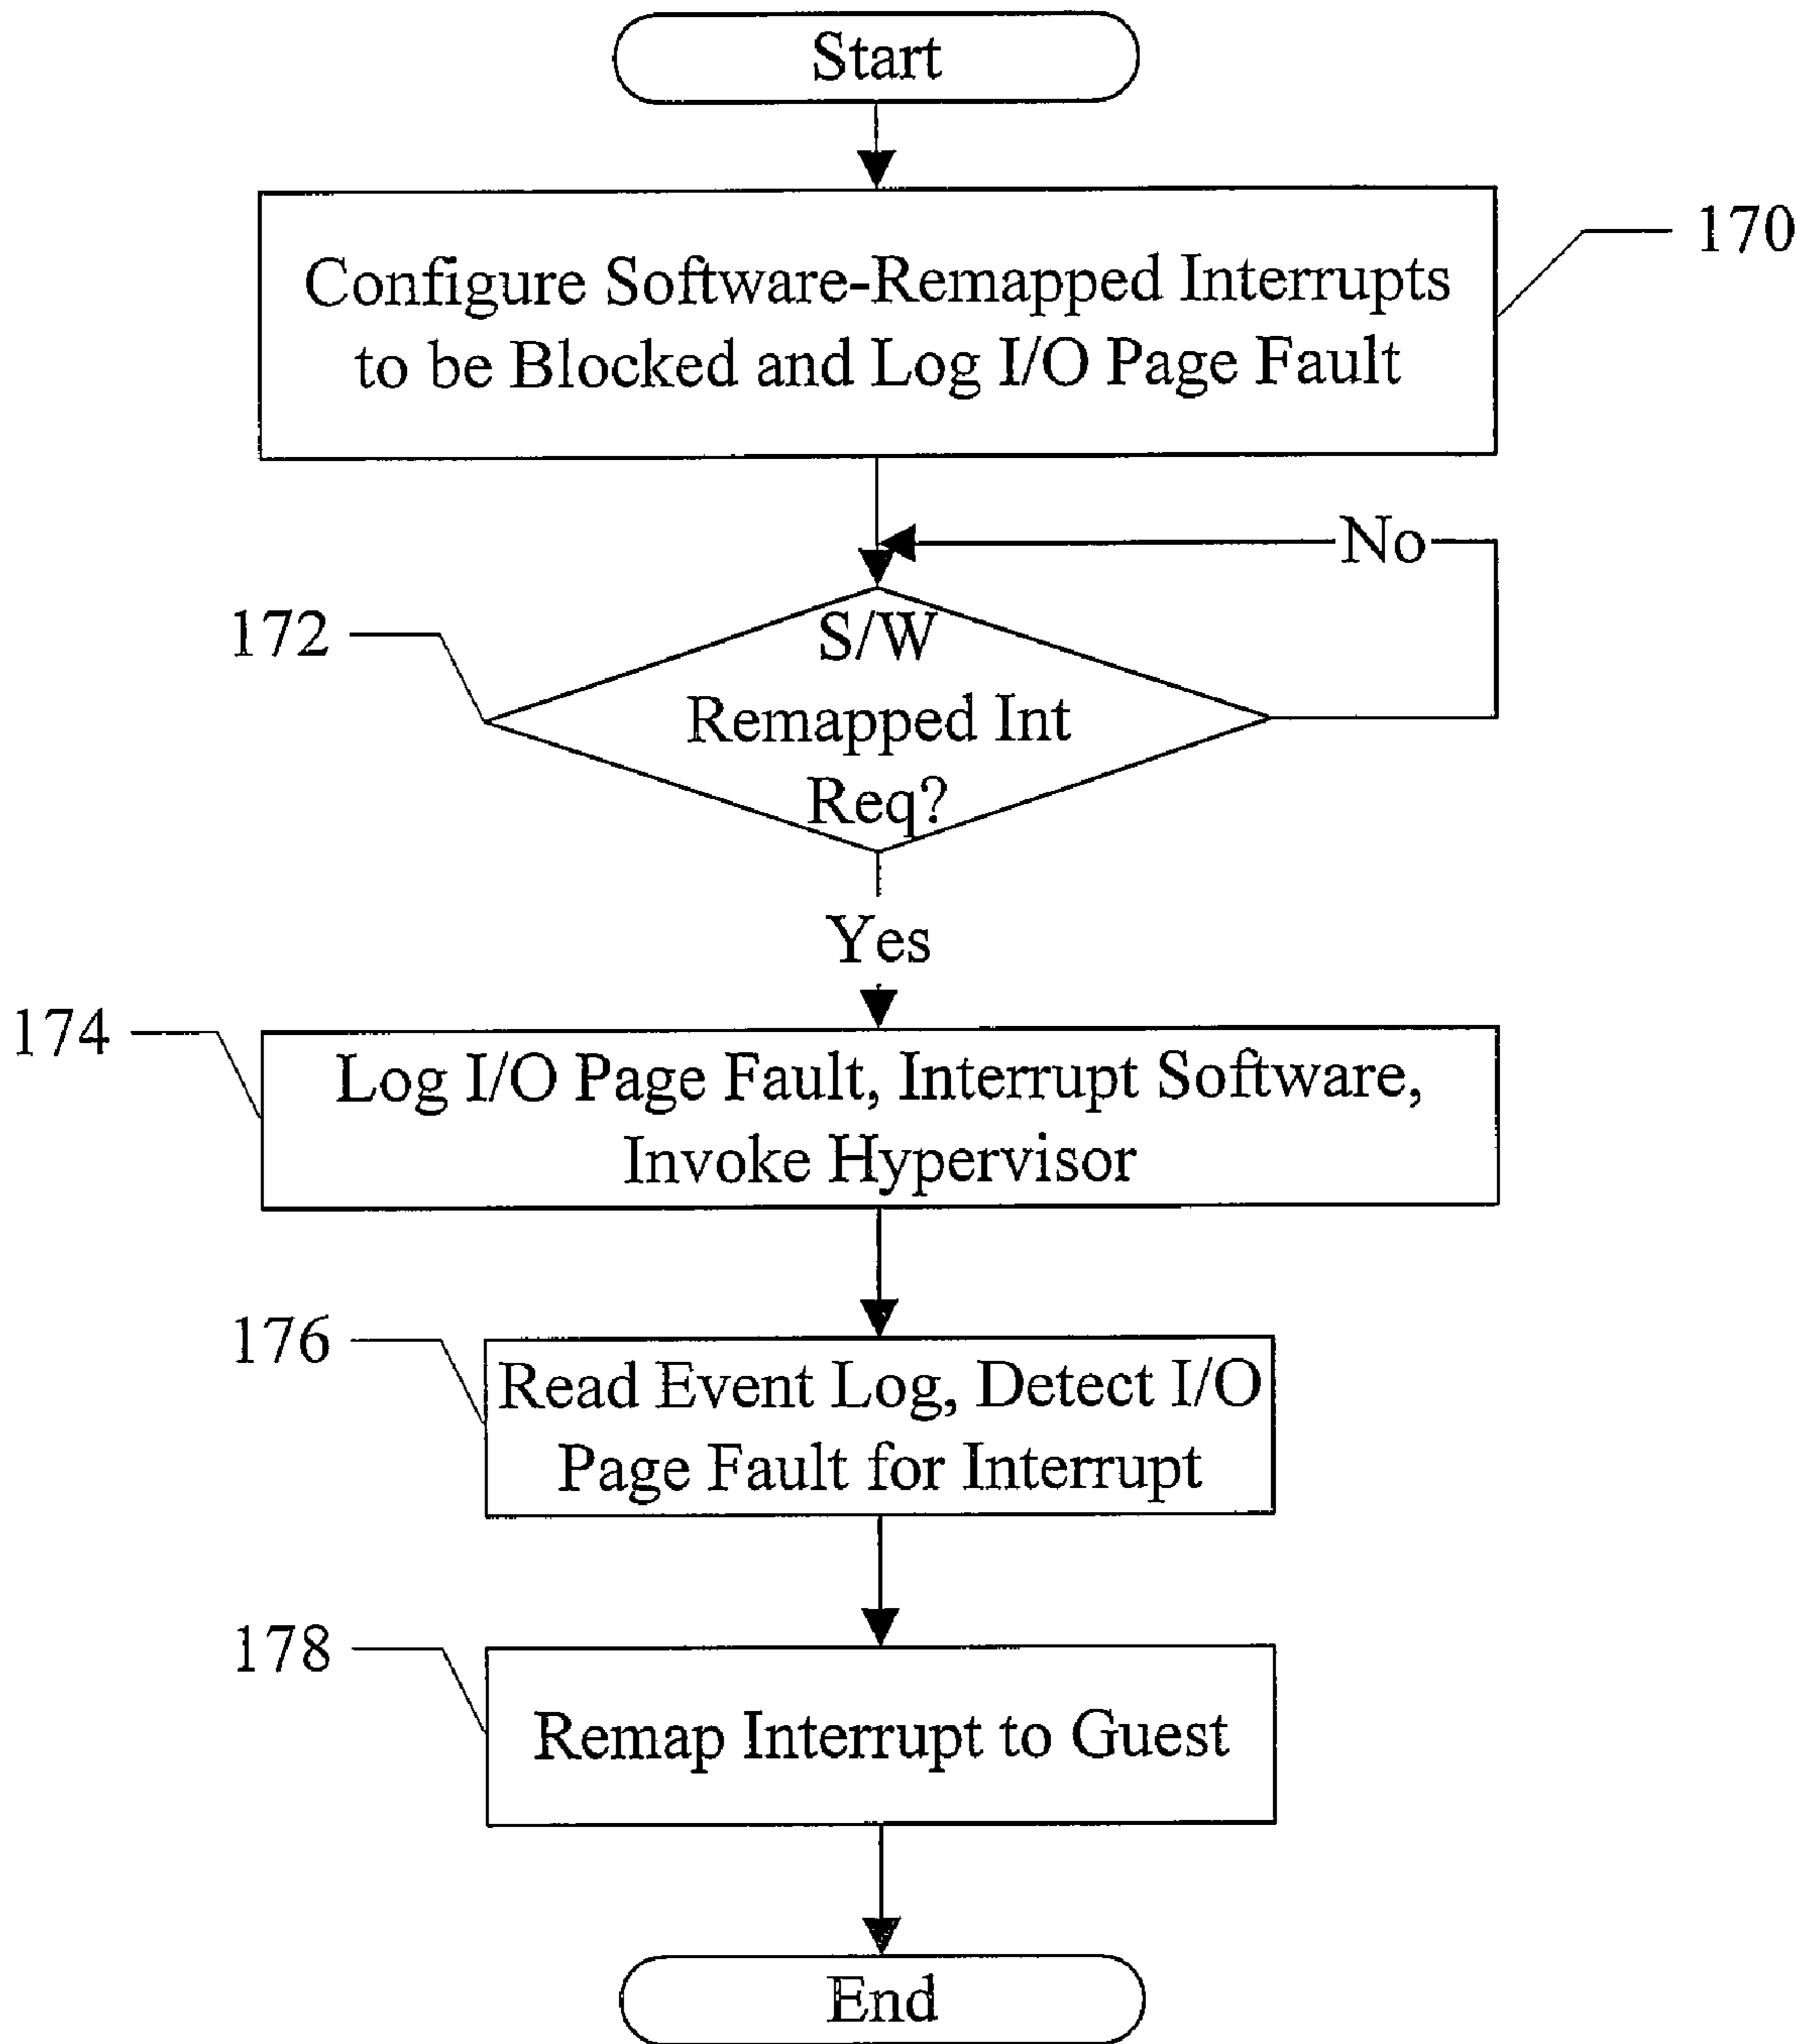 Start
Configure Software-Remapped Interrupts
to be Blocked and Log I/O Page Fault
170
No
172
S/W
Remapped Int
Req?
Yes
174
Log I/O Page Fault, Interrupt Software,
Invoke Hypervisor
176
Read Event Log, Detect I/O
Page Fault for Interrupt
178
Remap Interrupt to Guest
End